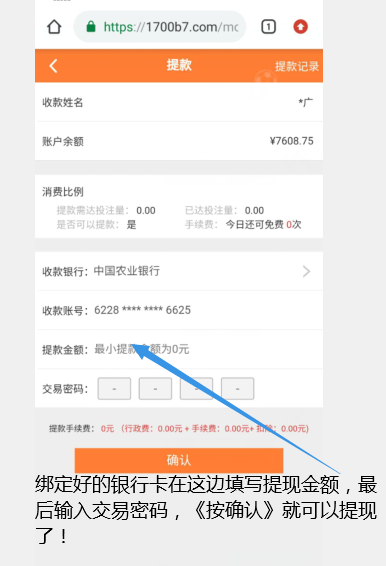 https://1700b7.com/mc
1
提款
提款记录
收款姓名 *广
账户余额 ¥7608.75
消费比例
提款需达投注量： 0.00 已达投注量： 0.00
是否可以提款： 是 手续费： 今日还可免费 0次
收款银行：中国农业银行
收款账号：6228 **** **** 6625
提款金额：最小提款金额为0元
交易密码： - - - -
提款手续费： 0元 （行政费：0.00元 + 手续费：0.00元+ 扣除：0.00元)
确认
绑定好的银行卡在这边填写提现金额，最
后输入交易密码，《按确认》就可以提现
了！